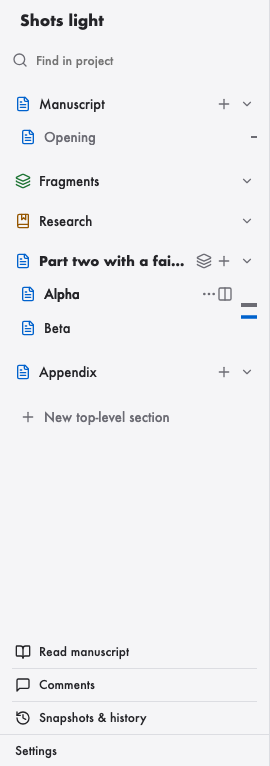 Shots light
Find in project
Manuscript
Opening
Fragments
Research
Part two with a fai...
Alpha
Beta
Appendix
New top-level section
Read manuscript
Comments
Snapshots & history
Settings